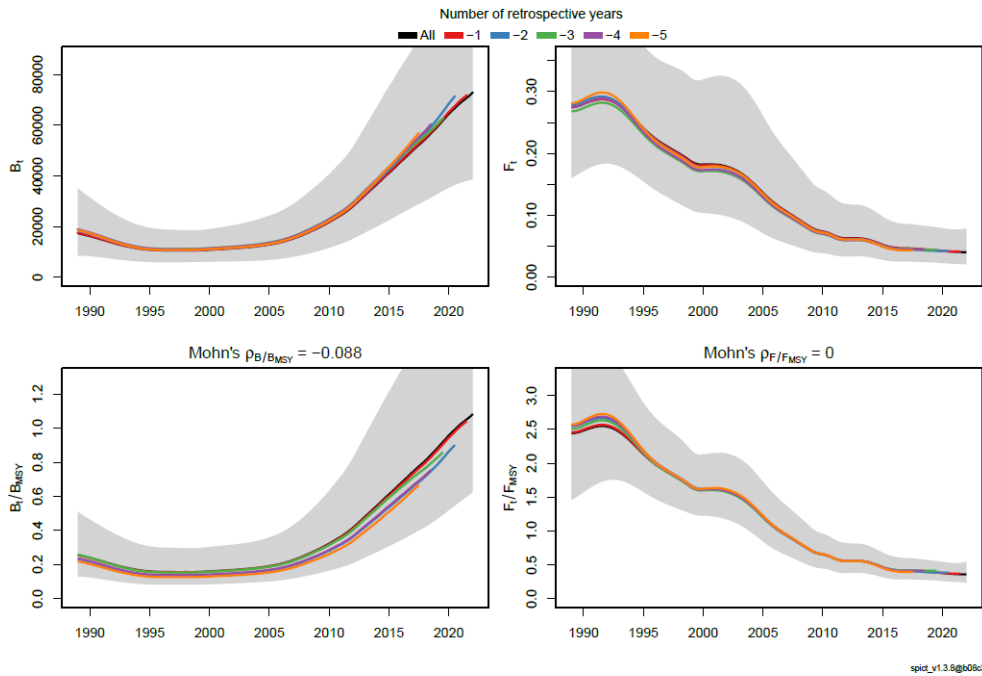 Number of retrospective years
All −1 −2 −3 −4 −5
Bt
0 20000 40000 60000 80000
1990 1995 2000 2005 2010 2015 2020
Ft
0.00 0.10 0.20 0.30
1990 1995 2000 2005 2010 2015 2020
Mohn's ρB/BMSY = −0.088
Bt/BMSY
0.0 0.2 0.4 0.6 0.8 1.0 1.2
1990 1995 2000 2005 2010 2015 2020
Mohn's ρF/FMSY = 0
Ft/FMSY
0.0 0.5 1.0 1.5 2.0 2.5 3.0
1990 1995 2000 2005 2010 2015 2020